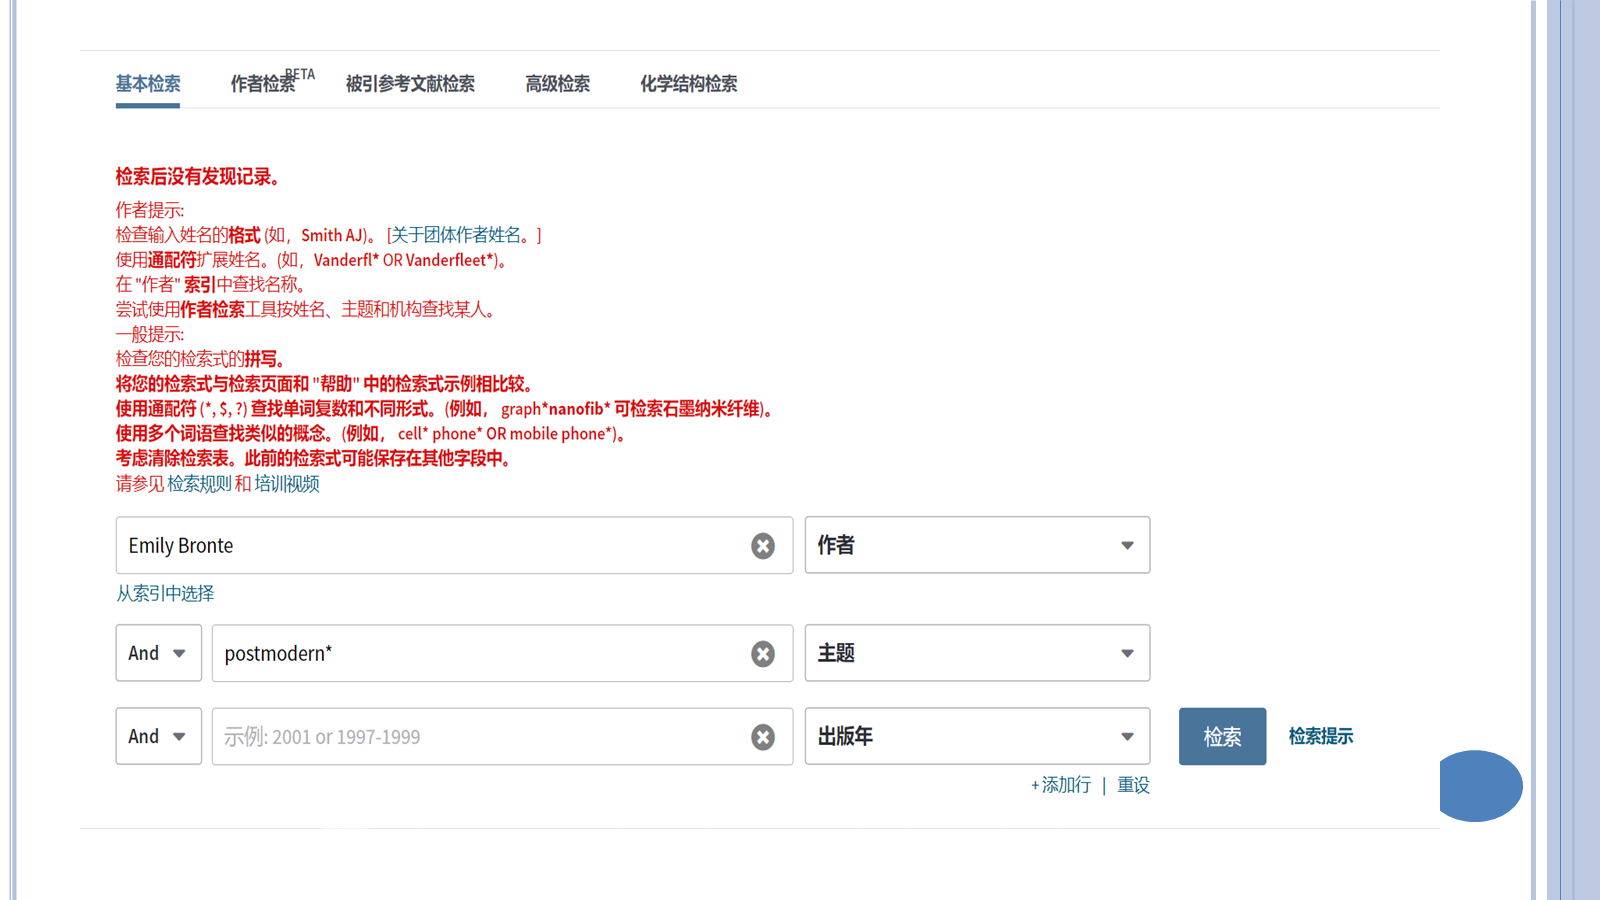 基本检索 作者检索 BETA 被引参考文献检索 高级检索 化学结构检索
检索后没有发现记录。
作者提示:
检查输入姓名的格式 (如，Smith AJ)。 [关于团体作者姓名。]
使用通配符扩展姓名。(如，Vanderfl* OR Vanderfleet*)。
在 "作者" 索引中查找名称。
尝试使用作者检索工具按姓名、主题和机构查找某人。
一般提示:
检查您的检索式的拼写。
将您的检索式与检索页面和 "帮助" 中的检索式示例相比较。
使用通配符 (*, $, ?) 查找单词复数和不同形式。(例如， graph*nanofib* 可检索石墨纳米纤维)。
使用多个词语查找类似的概念。(例如， cell* phone* OR mobile phone*)。
考虑清除检索表。此前的检索式可能保存在其他字段中。
请参见 检索规则 和 培训视频
Emily Bronte 作者
从索引中选择
And postmodern* 主题
And 示例: 2001 or 1997-1999 出版年 检索 检索提示
+添加行 | 重设